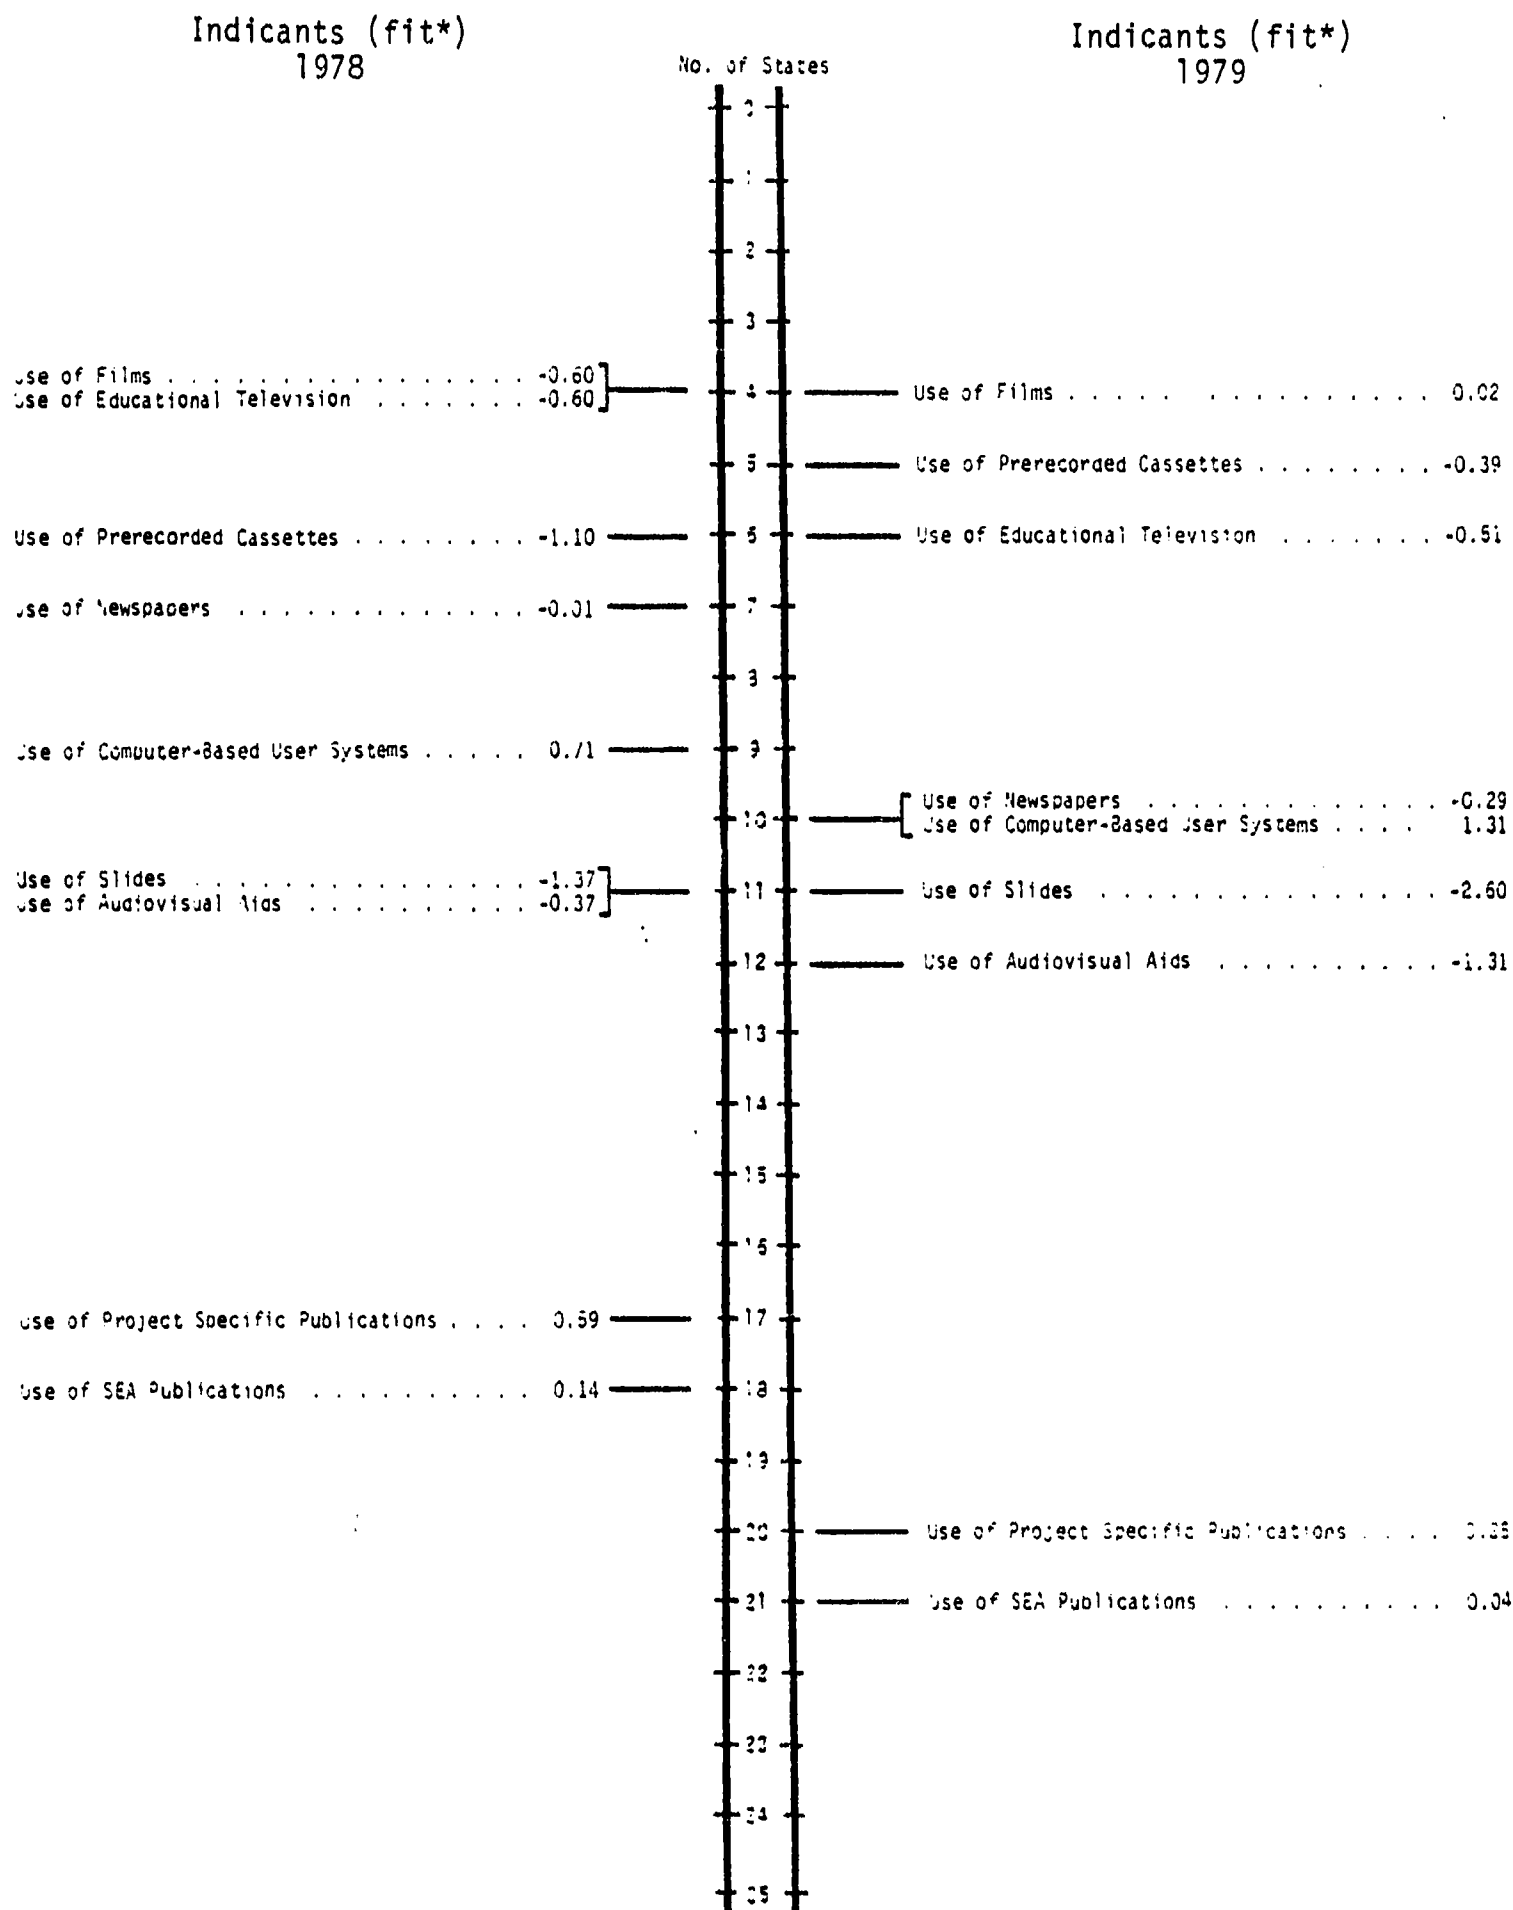 Indicants (fit*)
1978
Indicants (fit*)
1979
No. of States
0
1
2
3
Use of Films . . . . . . . . . . . . . . . . -0.60
Use of Educational Television . . . . . . . -0.60
4
Use of Films . . . . . . . . . . . . . . . 0.02
5
Use of Prerecorded Cassettes . . . . . . . . -0.39
Use of Prerecorded Cassettes . . . . . . . . -1.10
6
Use of Educational Television . . . . . . . -0.51
Use of Newspapers . . . . . . . . . . . . . -0.01
7
8
Use of Computer-Based User Systems . . . . . 0.71
9
Use of Newspapers . . . . . . . . . . . . . -0.29
10
Use of Computer-Based User Systems . . . . 1.31
Use of Slides . . . . . . . . . . . . . . . -1.37
Use of Audiovisual Aids . . . . . . . . . . -0.37
11
Use of Slides . . . . . . . . . . . . . . . -2.60
12
Use of Audiovisual Aids . . . . . . . . . . -1.31
13
14
15
16
Use of Project Specific Publications . . . . 0.59
17
Use of SEA Publications . . . . . . . . . . 0.14
18
19
20
Use of Project Specific Publications . . . .
21
Use of SEA Publications . . . . . . . . . . 0.04
22
23
24
25